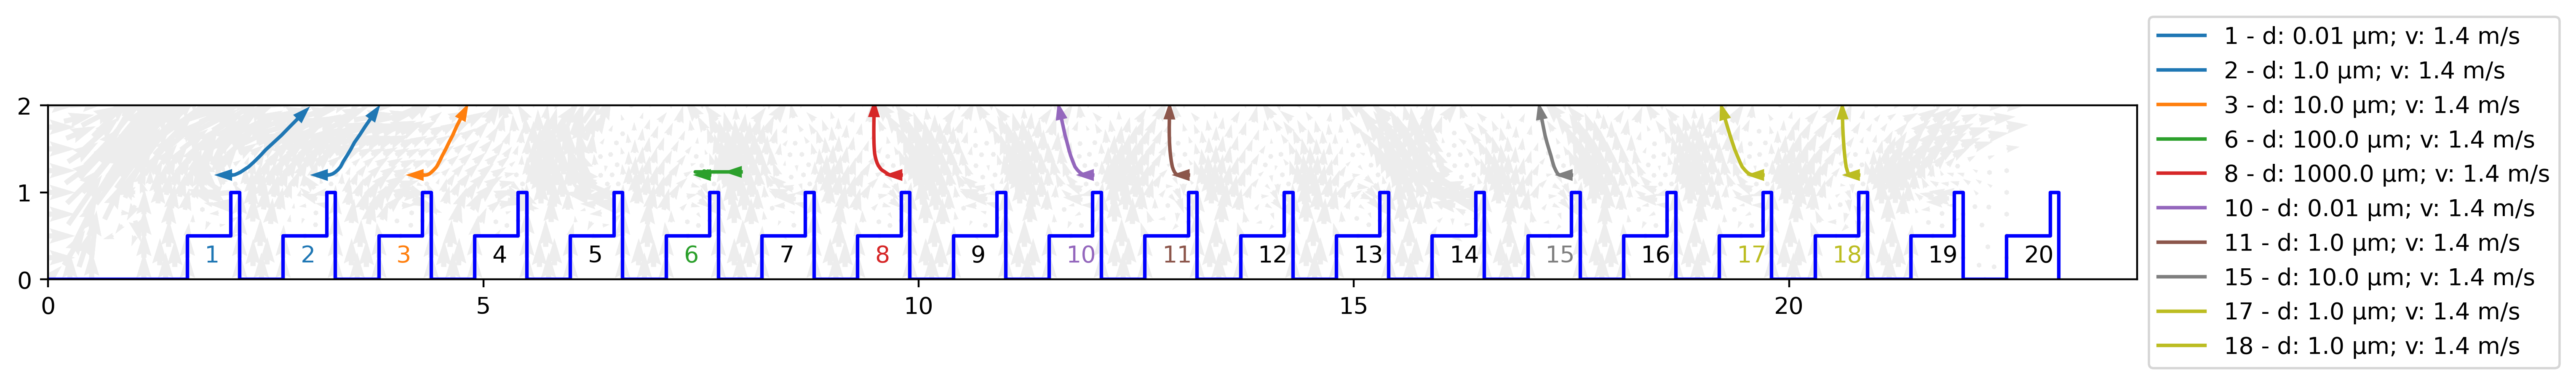 1 - d: 0.01 µm; v: 1.4 m/s
2 - d: 1.0 µm; v: 1.4 m/s
3 - d: 10.0 µm; v: 1.4 m/s
6 - d: 100.0 µm; v: 1.4 m/s
8 - d: 1000.0 µm; v: 1.4 m/s
10 - d: 0.01 µm; v: 1.4 m/s
11 - d: 1.0 µm; v: 1.4 m/s
15 - d: 10.0 µm; v: 1.4 m/s
17 - d: 1.0 µm; v: 1.4 m/s
18 - d: 1.0 µm; v: 1.4 m/s
2
1
0
1 2 3 4 5 6 7 8 9 10 11 12 13 14 15 16 17 18 19 20
0 5 10 15 20